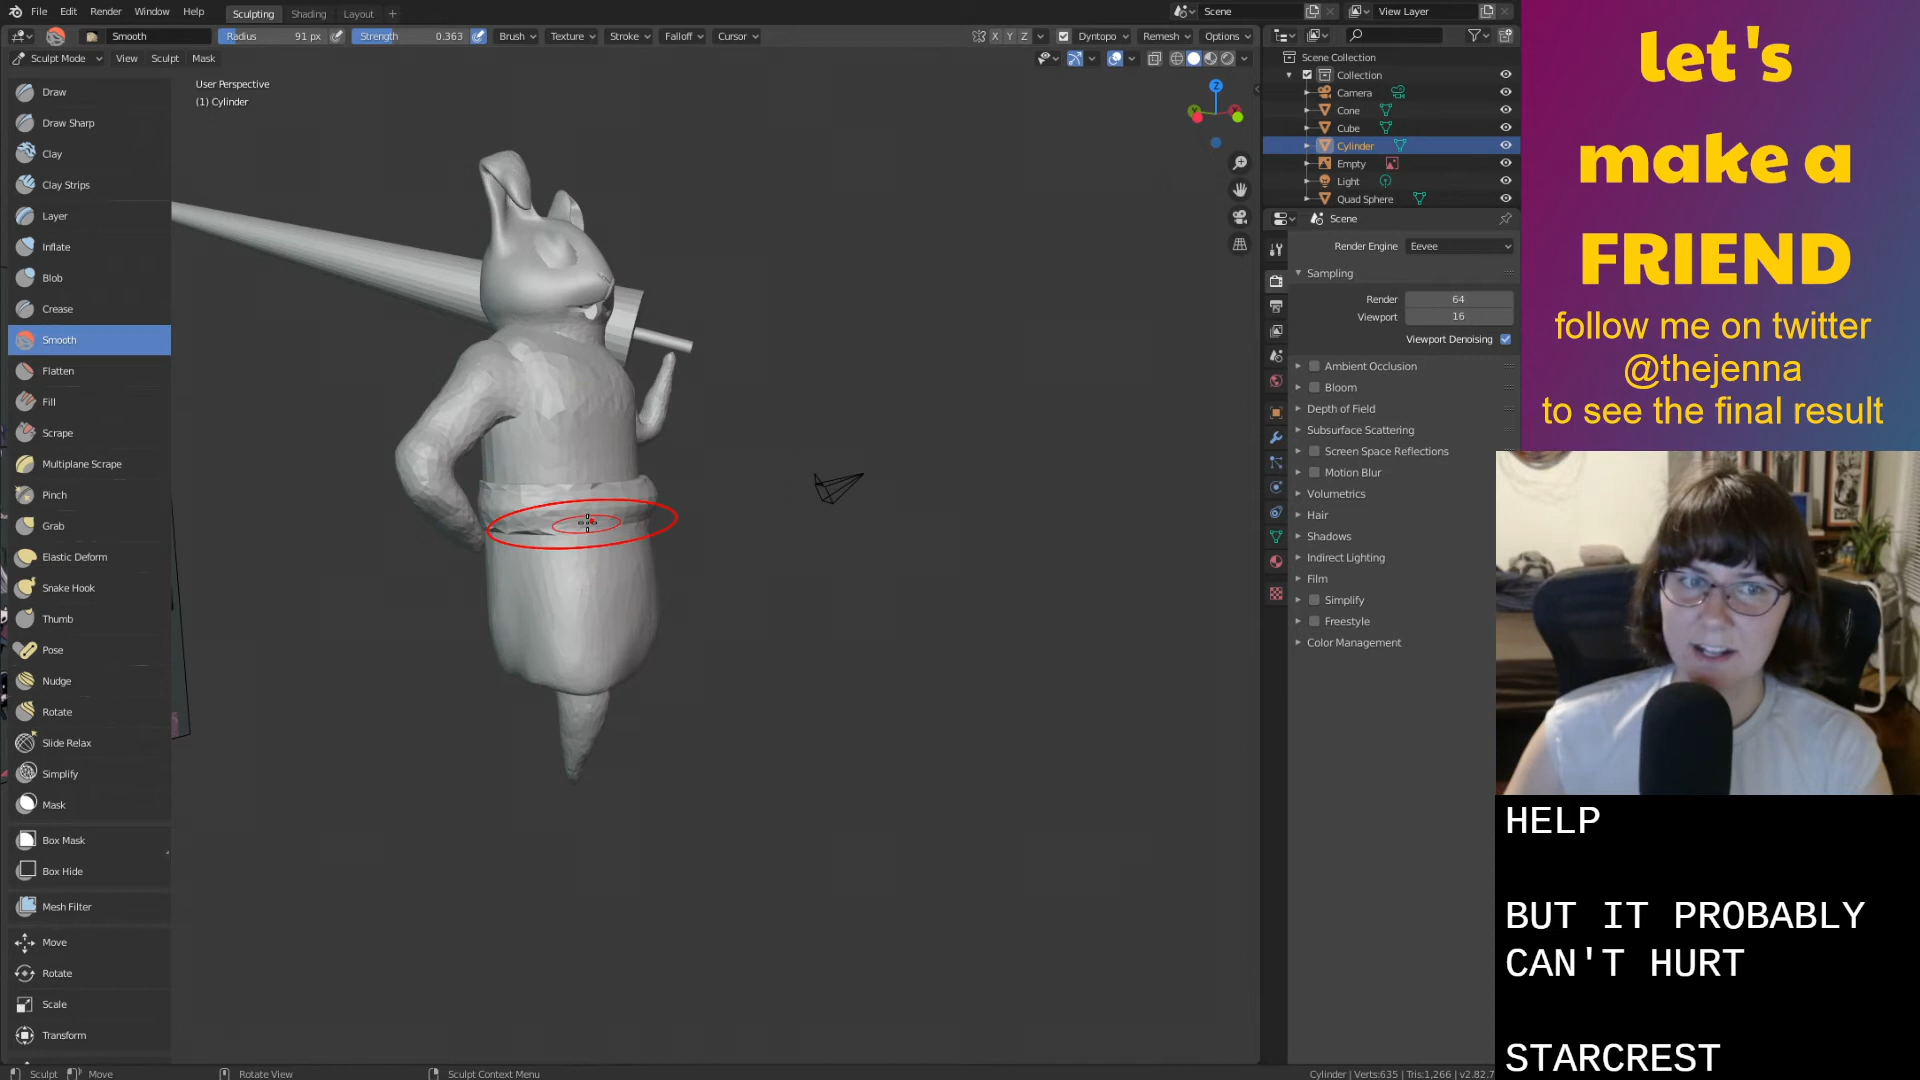 File Edit Render Window Help Sculpting Shading Layout + Scene View Layer
Smooth Radius 91 px Strength 0.363 Brush Texture Stroke Falloff Cursor X Y Z Dyntopo Remesh Options
Sculpt Mode View Sculpt Mask
User Perspective
(1) Cylinder
Draw
Draw Sharp
Clay
Clay Strips
Layer
Inflate
Blob
Crease
Smooth
Flatten
Fill
Scrape
Multiplane Scrape
Pinch
Grab
Elastic Deform
Snake Hook
Thumb
Pose
Nudge
Rotate
Slide Relax
Simplify
Mask
Box Mask
Box Hide
Mesh Filter
Move
Rotate
Scale
Transform
Z
Scene Collection
Collection
Camera
Cone
Cube
Cylinder
Empty
Light
Quad Sphere
Scene
Render Engine Eevee
Sampling
Render 64
Viewport 16
Viewport Denoising
Ambient Occlusion
Bloom
Depth of Field
Subsurface Scattering
Screen Space Reflections
Motion Blur
Volumetrics
Hair
Shadows
Indirect Lighting
Film
Simplify
Freestyle
Color Management
let's
make a
FRIEND
follow me on twitter
@thejenna
to see the final result
HELP
BUT IT PROBABLY
CAN'T HURT
STARCREST
Sculpt Move Rotate View Sculpt Context Menu Cylinder | Verts:635 | Tris:1,266 | v2.82.7